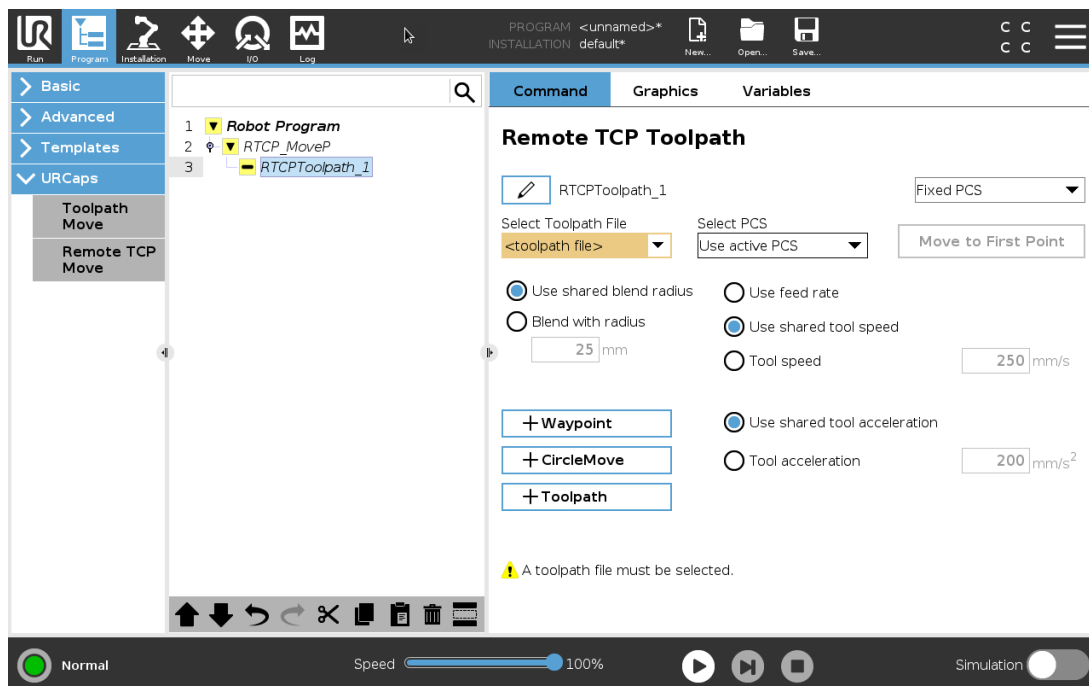 UR
Run
Program
Installation
Move
I/O
Log
PROGRAM <unnamed>*
INSTALLATION default*
New...
Open...
Save...
C C
C C
Basic
Advanced
Templates
URCaps
Toolpath
Move
Remote TCP
Move
1 Robot Program
2 RTCP_MoveP
3 RTCPToolpath_1
Command Graphics Variables
Remote TCP Toolpath
RTCPToolpath_1 Fixed PCS
Select Toolpath File Select PCS
<toolpath file> Use active PCS Move to First Point
Use shared blend radius Use feed rate
Blend with radius Use shared tool speed
25 mm Tool speed 250 mm/s
+Waypoint Use shared tool acceleration
+CircleMove Tool acceleration 200 mm/s²
+Toolpath
A toolpath file must be selected.
Normal Speed 100% Simulation